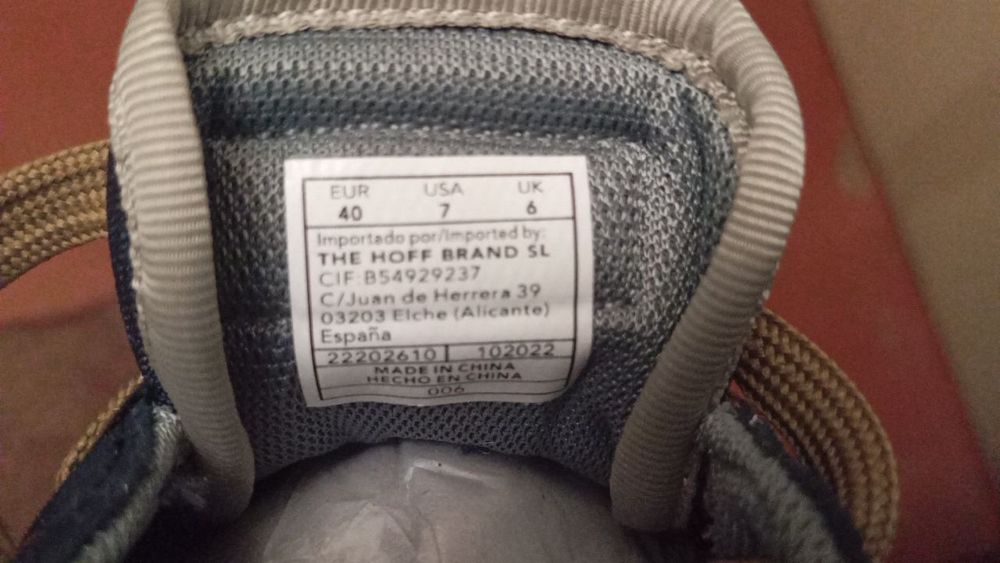 EUR USA UK
40 7 6
Importado por/Imported by:
THE HOFF BRAND SL
CIF:B54929237
C/Juan de Herrera 39
03203 Elche (Alicante)
España
22202610 | 102022
MADE IN CHINA
HECHO EN CHINA
006